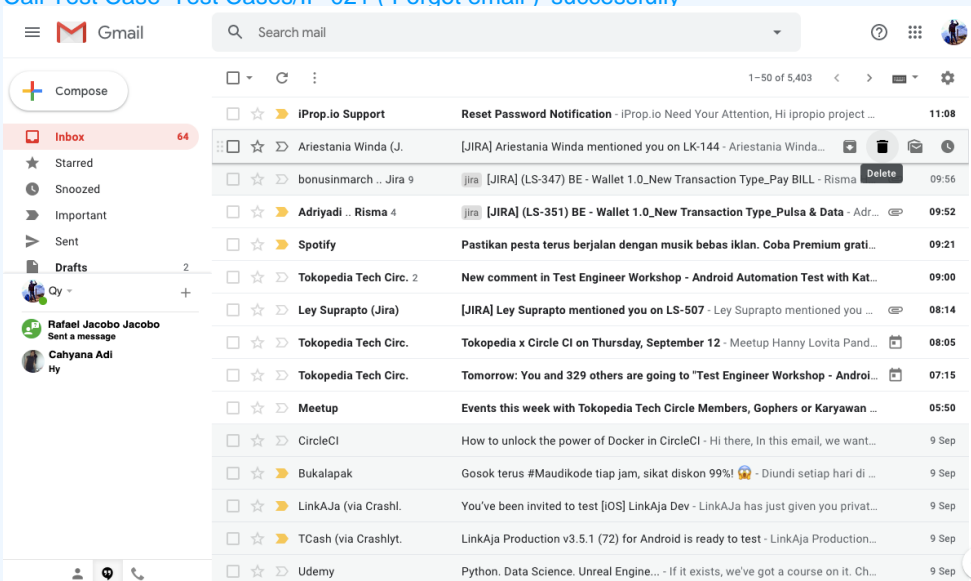 Call Test Case 'Test Cases/IP-021 ( Forgot email )' successfully
Gmail
Search mail
Compose
1–50 of 5,403
Inbox 64
Starred
Snoozed
Important
Sent
Drafts 2
Qy
Rafael Jacobo Jacobo
Sent a message
Cahyana Adi
Hy
iProp.io Support Reset Password Notification - iProp.io Need Your Attention, Hi ipropio project ... 11:08
Ariestania Winda (J. [JIRA] Ariestania Winda mentioned you on LK-144 - Ariestania Winda...
Delete
bonusinmarch .. Jira 9 jira [JIRA] (LS-347) BE - Wallet 1.0_New Transaction Type_Pay BILL - Risma 09:56
Adriyadi .. Risma 4 jira [JIRA] (LS-351) BE - Wallet 1.0_New Transaction Type_Pulsa & Data - Adr... 09:52
Spotify Pastikan pesta terus berjalan dengan musik bebas iklan. Coba Premium grati... 09:21
Tokopedia Tech Circ. 2 New comment in Test Engineer Workshop - Android Automation Test with Kat... 09:00
Ley Suprapto (Jira) [JIRA] Ley Suprapto mentioned you on LS-507 - Ley Suprapto mentioned you ... 08:14
Tokopedia Tech Circ. Tokopedia x Circle CI on Thursday, September 12 - Meetup Hanny Lovita Pand... 08:05
Tokopedia Tech Circ. Tomorrow: You and 329 others are going to "Test Engineer Workshop - Androi... 07:15
Meetup Events this week with Tokopedia Tech Circle Members, Gophers or Karyawan ... 05:50
CircleCI How to unlock the power of Docker in CircleCI - Hi there, In this email, we want... 9 Sep
Bukalapak Gosok terus #Maudikode tiap jam, sikat diskon 99%! 😱 - Diundi setiap hari di ... 9 Sep
LinkAJa (via Crashl. You've been invited to test [iOS] LinkAja Dev - LinkAJa has just given you privat... 9 Sep
TCash (via Crashlyt. LinkAja Production v3.5.1 (72) for Android is ready to test - LinkAja Production... 9 Sep
Udemy Python. Data Science. Unreal Engine... - If it exists, we've got a course on it. Ch... 9 Sep